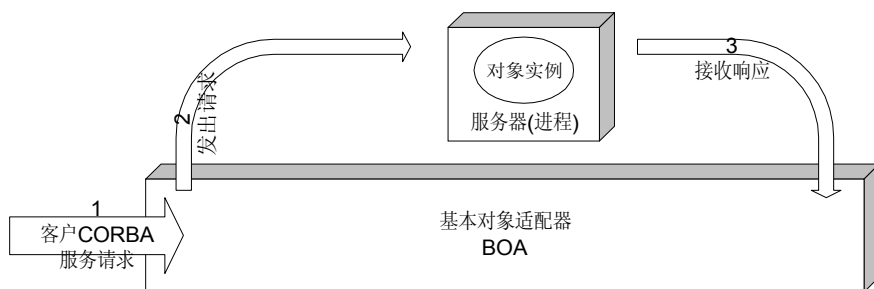 1
客户CORBA
服务请求
2
发出请求
对象实例
服务器(进程)
3
接收响应
基本对象适配器
BOA